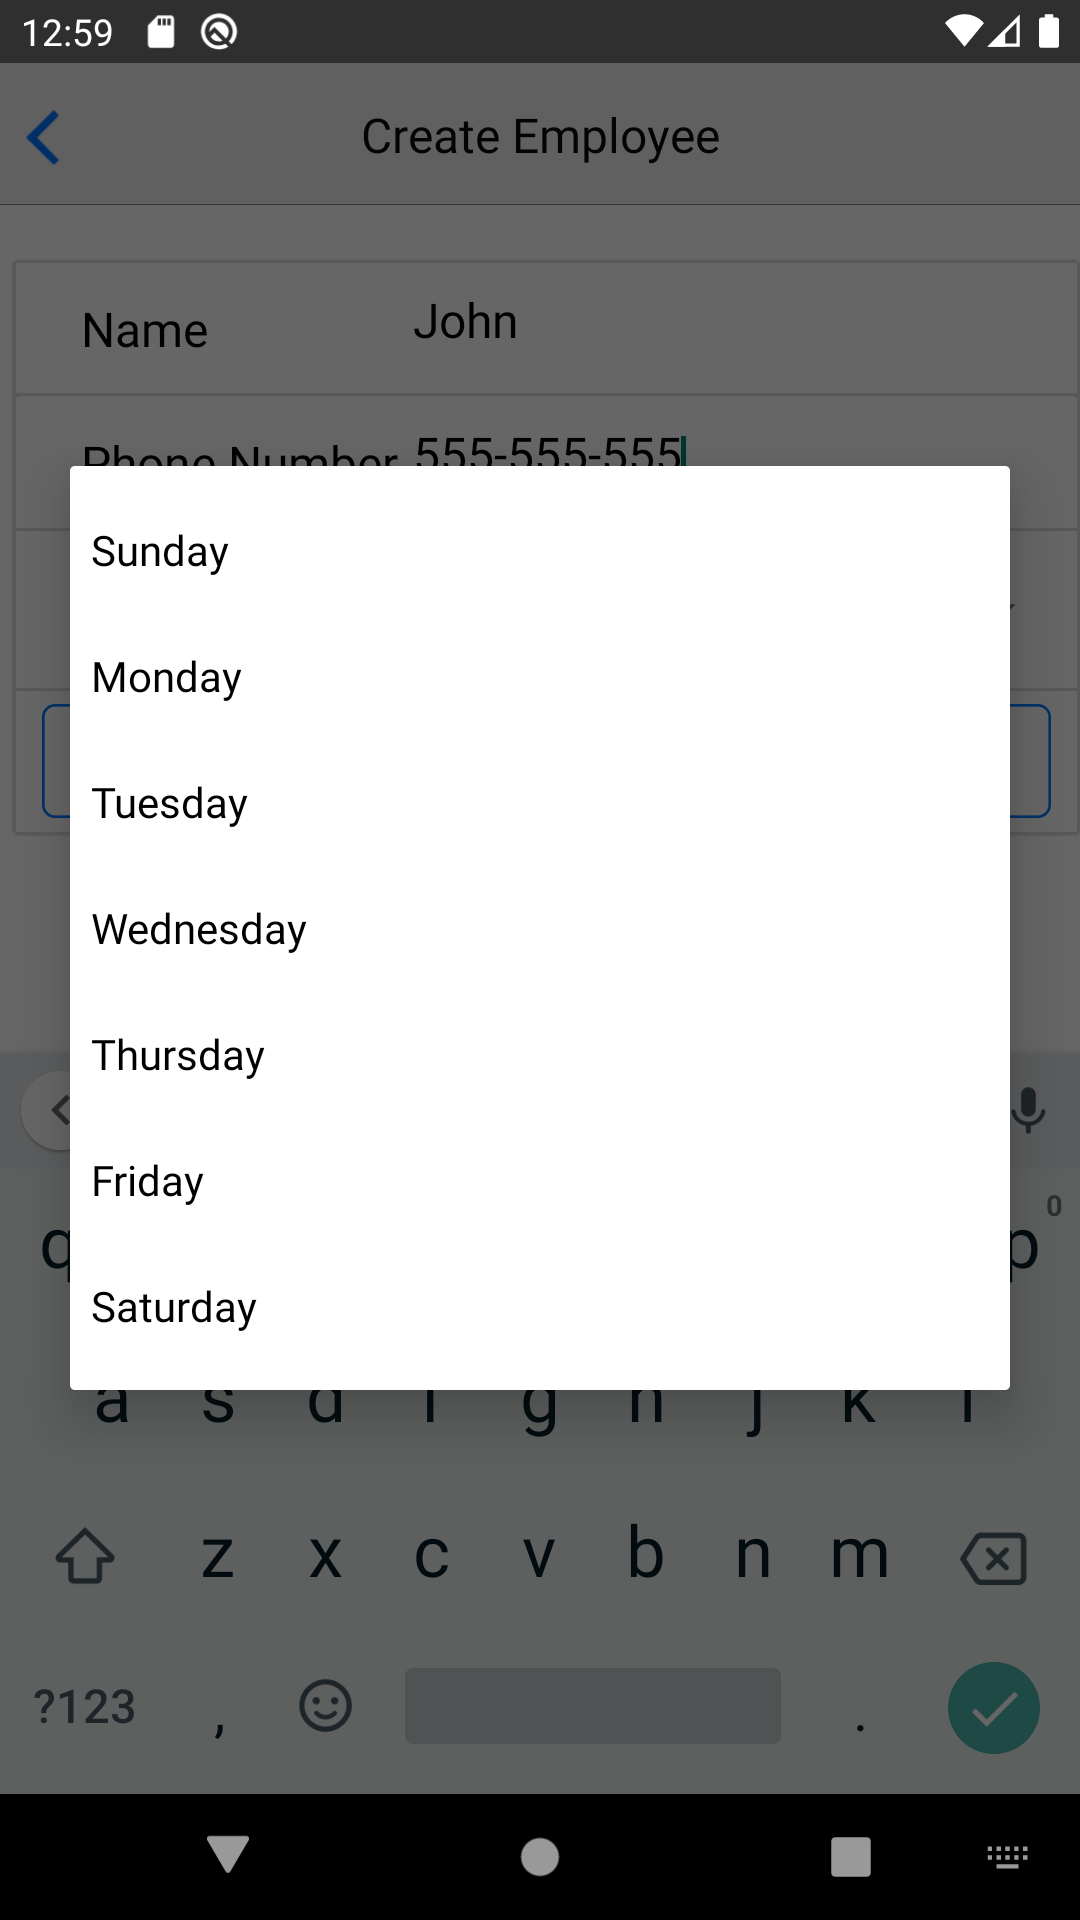 12:59
Create Employee
Name John
Phone Number 555-555-555
Sunday
Monday
Tuesday
Wednesday
Thursday
Friday
Saturday
q p 0
a s d f g h j k l
z x c v b n m
?123 , .